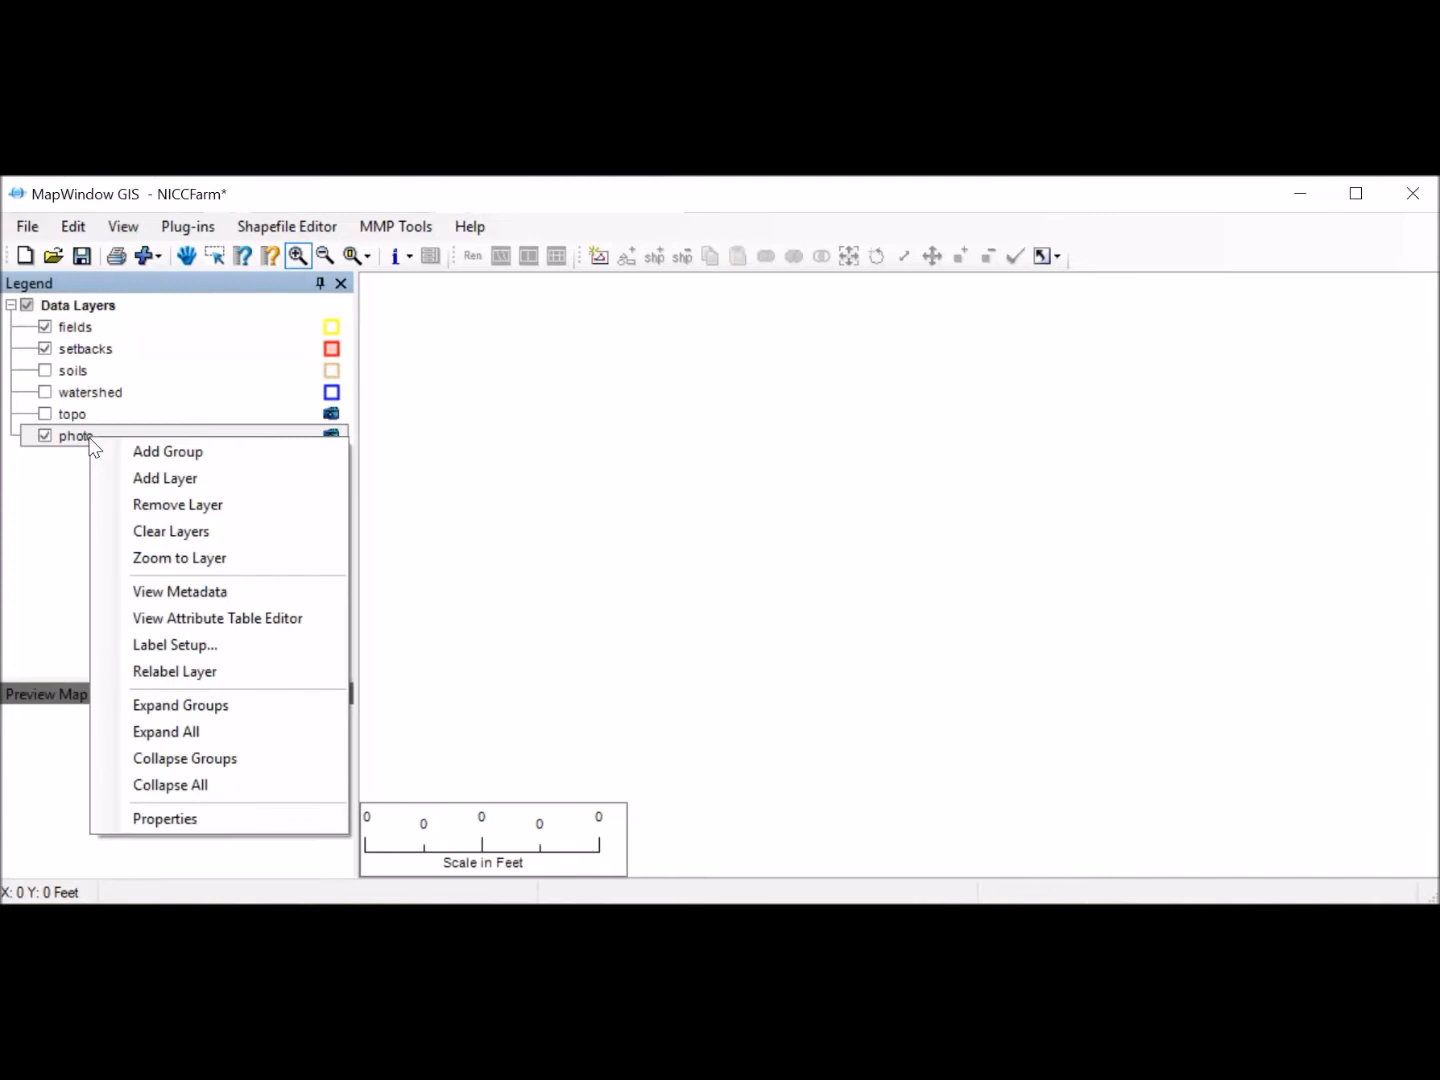 MapWindow GIS - NICCFarm*
File Edit View Plug-ins Shapefile Editor MMP Tools Help
Ren shp shp
Legend
Data Layers
fields
setbacks
soils
watershed
topo
photo
Add Group
Add Layer
Remove Layer
Clear Layers
Zoom to Layer
View Metadata
View Attribute Table Editor
Label Setup...
Relabel Layer
Preview Map
Expand Groups
Expand All
Collapse Groups
Collapse All
Properties
0 0 0 0 0
Scale in Feet
X: 0 Y: 0 Feet